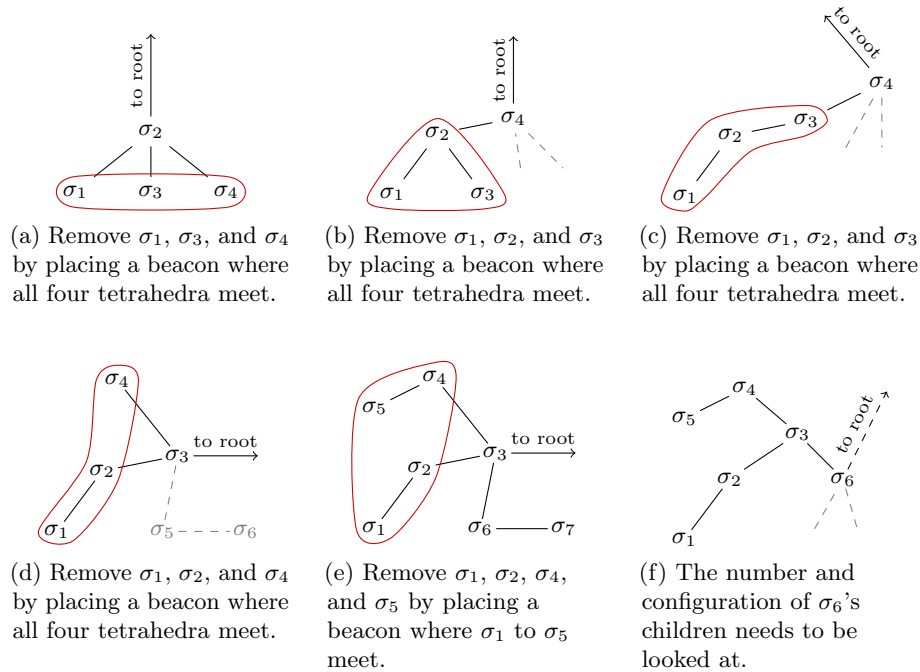 to root
σ2
σ1 σ3 σ4
(a) Remove σ1, σ3, and σ4
by placing a beacon where
all four tetrahedra meet.
to root
σ4
σ2
σ1 σ3
(b) Remove σ1, σ2, and σ3
by placing a beacon where
all four tetrahedra meet.
to root
σ4
σ3
σ2
σ1
(c) Remove σ1, σ2, and σ3
by placing a beacon where
all four tetrahedra meet.
σ4
to root
σ3
σ2
σ1 σ5 σ6
(d) Remove σ1, σ2, and σ4
by placing a beacon where
all four tetrahedra meet.
σ4
σ5
to root
σ3
σ2
σ1 σ6 σ7
(e) Remove σ1, σ2, σ4,
and σ5 by placing a
beacon where σ1 to σ5
meet.
σ4
σ5
to root
σ3
σ2 σ6
σ1
(f) The number and
configuration of σ6's
children needs to be
looked at.